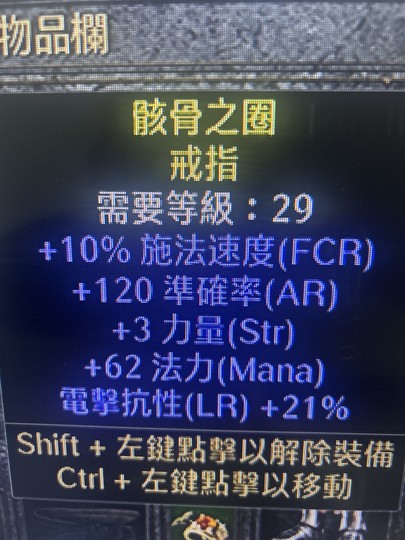 物品欄
骸骨之圈
戒指
需要等級：29
+10% 施法速度(FCR)
+120 準確率(AR)
+3 力量(Str)
+62 法力(Mana)
電擊抗性(LR) +21%
Shift + 左鍵點擊以解除裝備
Ctrl + 左鍵點擊以移動